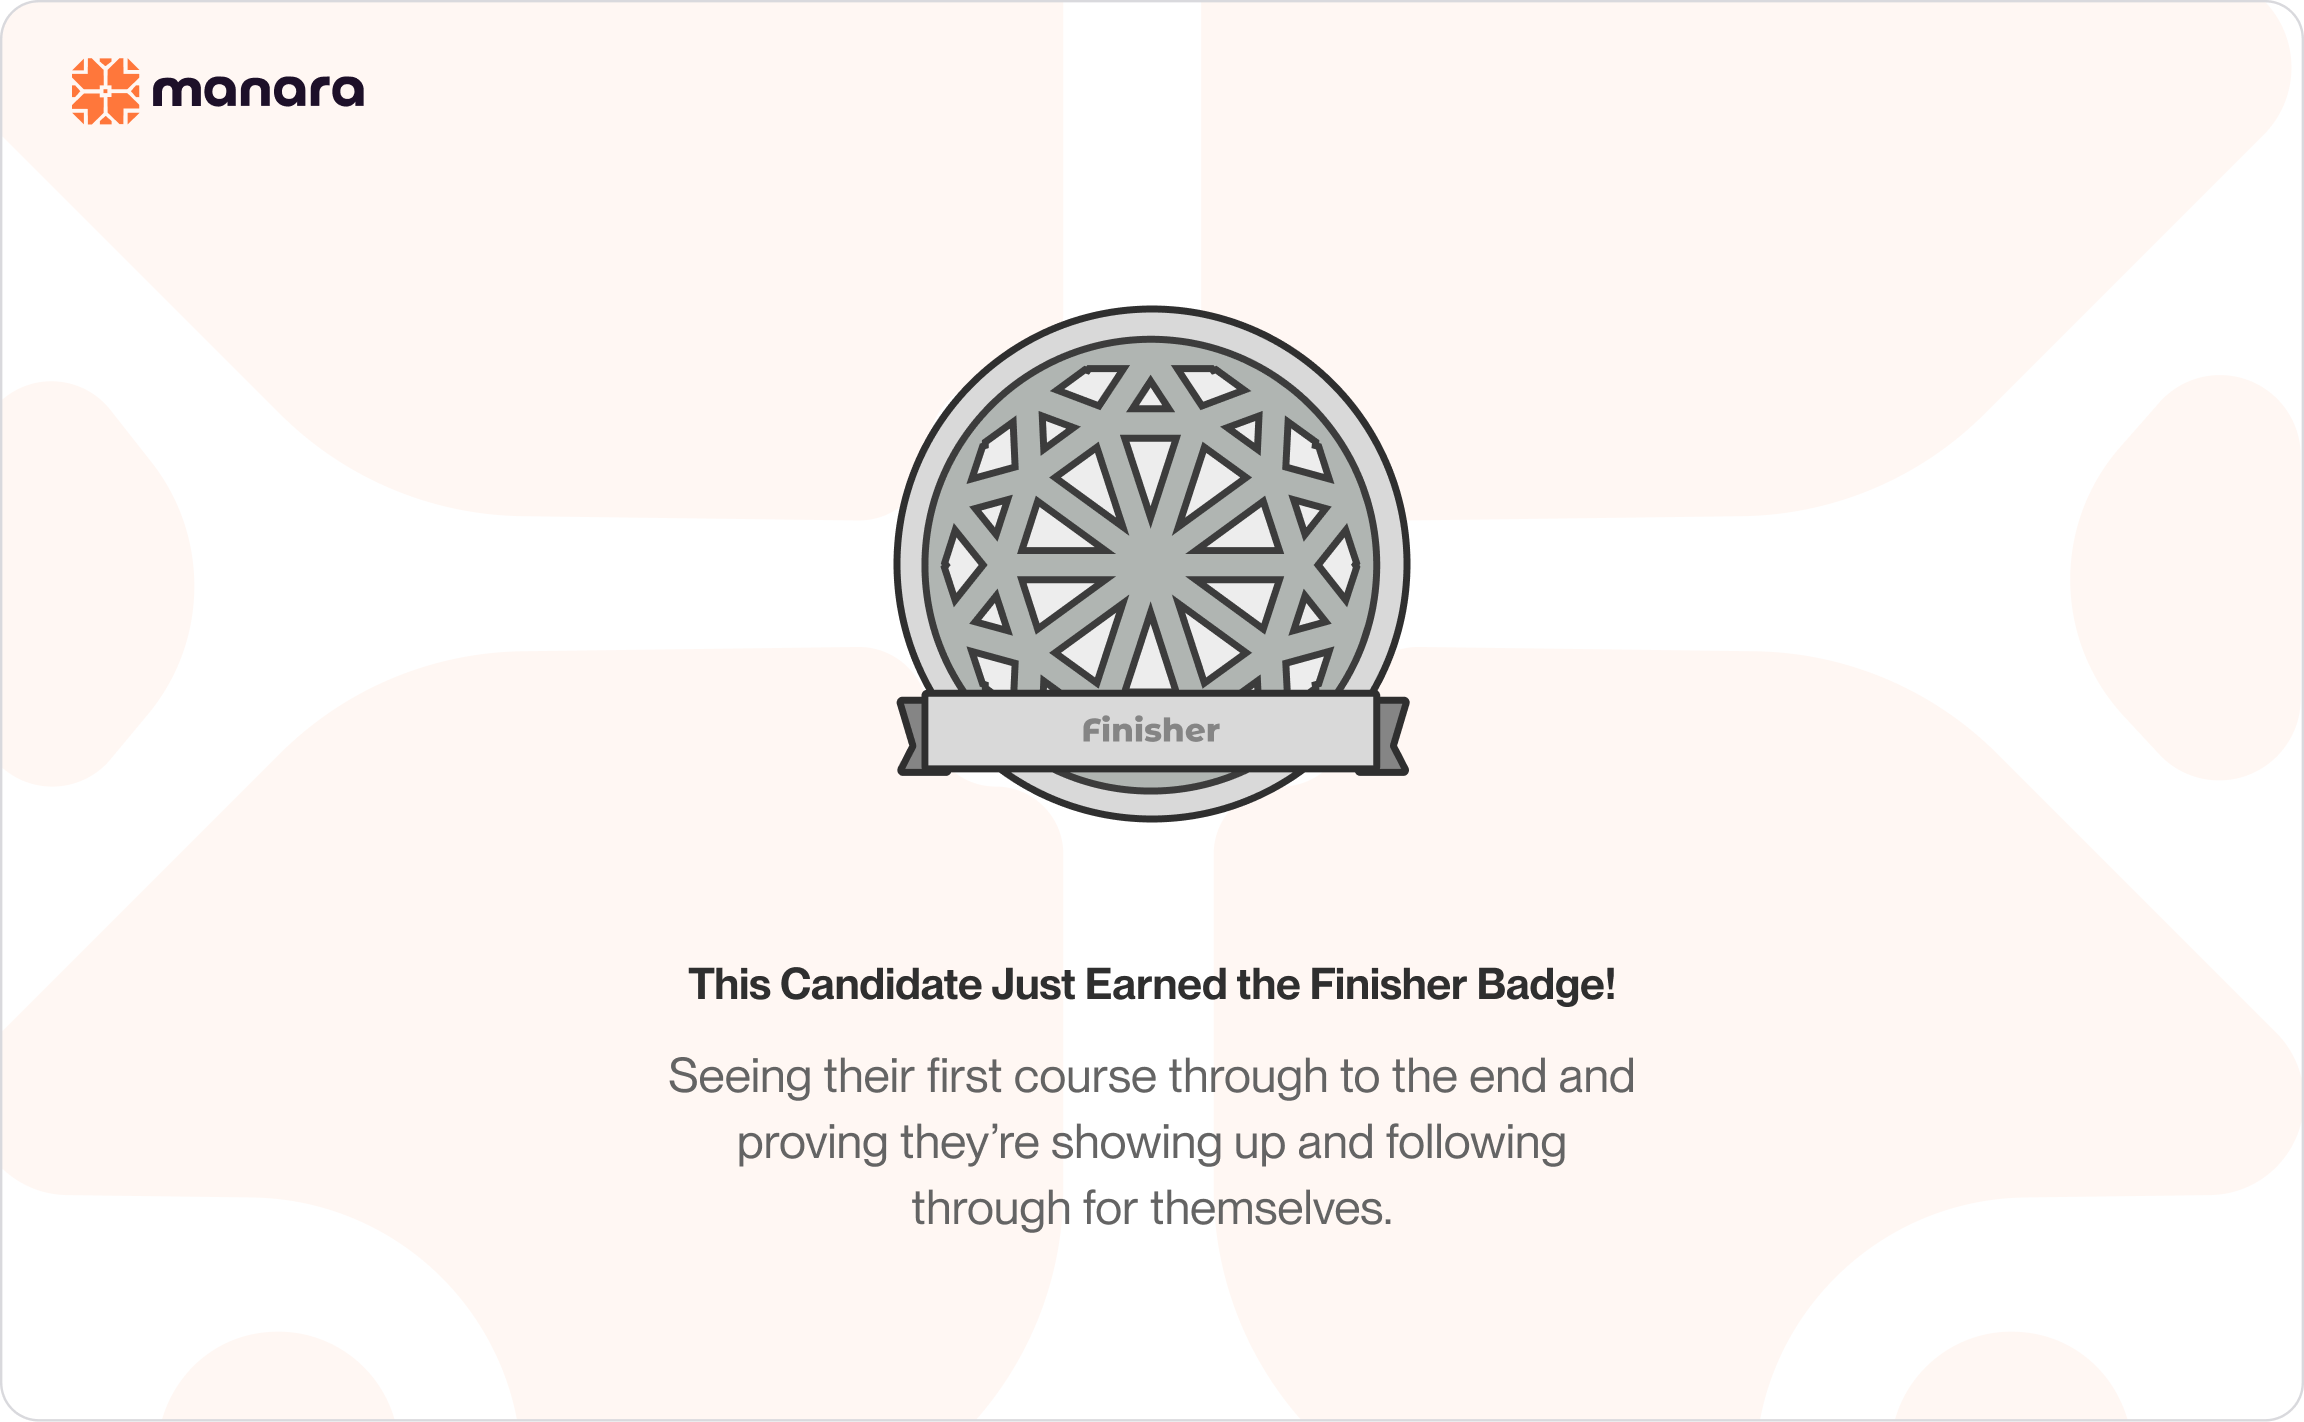 manara
Finisher
This Candidate Just Earned the Finisher Badge!
Seeing their first course through to the end and
proving they’re showing up and following
through for themselves.